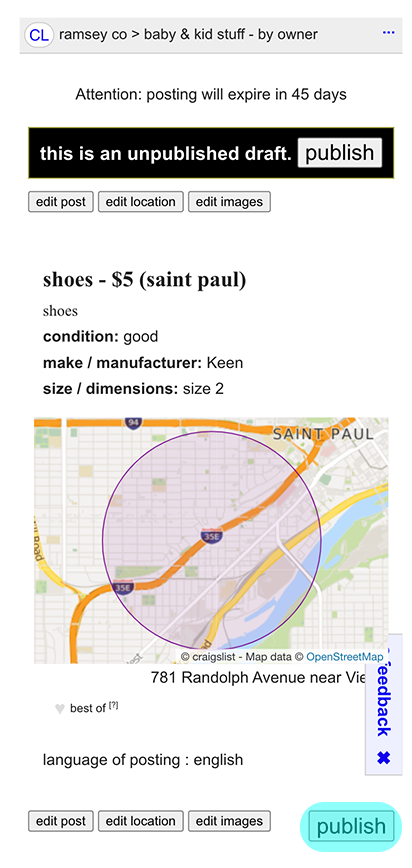 CL ramsey co > baby & kid stuff - by owner ...
Attention: posting will expire in 45 days
this is an unpublished draft. publish
edit post edit location edit images
shoes - $5 (saint paul)
shoes
condition: good
make / manufacturer: Keen
size / dimensions: size 2
94
SAINT PAUL
35E
35E
© craigslist - Map data © OpenStreetMap
781 Randolph Avenue near
feedback ✖
♥ best of [?]
language of posting : english
edit post edit location edit images publish